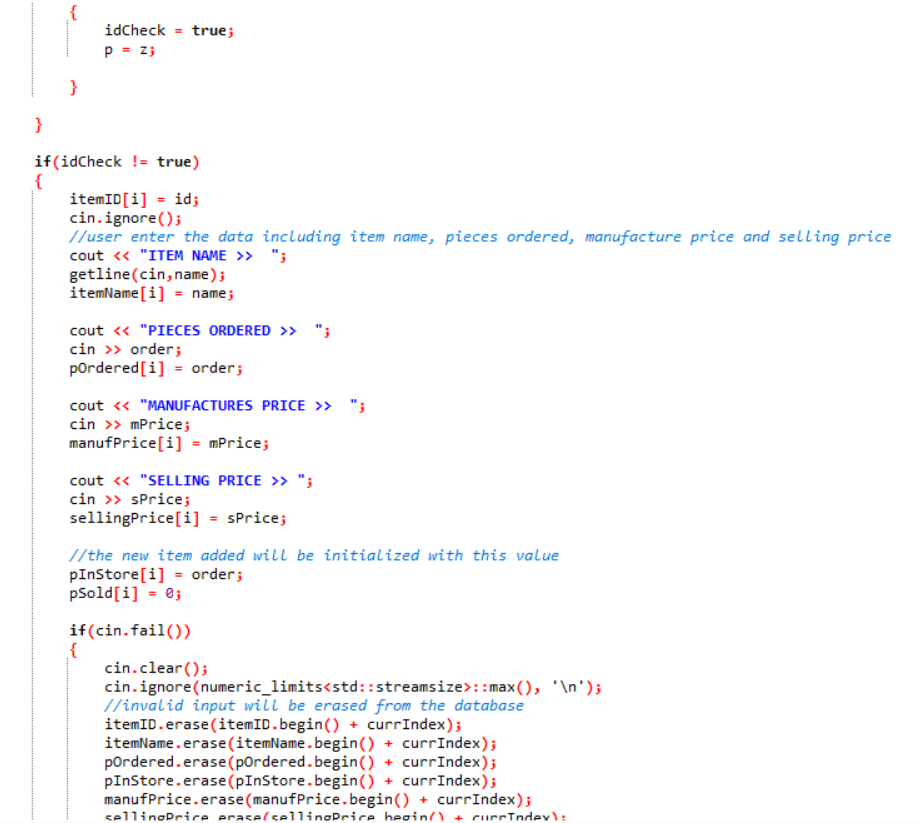 {
idCheck = true;
p = z;
}
}
if(idCheck != true)
{
itemID[i] = id;
cin.ignore();
//user enter the data including item name, pieces ordered, manufacture price and selling price
cout << "ITEM NAME >>  ";
getline(cin,name);
itemName[i] = name;
cout << "PIECES ORDERED >>  ";
cin >> order;
pOrdered[i] = order;
cout << "MANUFACTURES PRICE >>  ";
cin >> mPrice;
manufPrice[i] = mPrice;
cout << "SELLING PRICE >> ";
cin >> sPrice;
sellingPrice[i] = sPrice;
//the new item added will be initialized with this value
pInStore[i] = order;
pSold[i] = 0;
if(cin.fail())
{
cin.clear();
cin.ignore(numeric_limits<std::streamsize>::max(), '\n');
//invalid input will be erased from the database
itemID.erase(itemID.begin() + currIndex);
itemName.erase(itemName.begin() + currIndex);
pOrdered.erase(pOrdered.begin() + currIndex);
pInStore.erase(pInStore.begin() + currIndex);
manufPrice.erase(manufPrice.begin() + currIndex);
sellingPrice.erase(sellingPrice.begin() + currIndex);